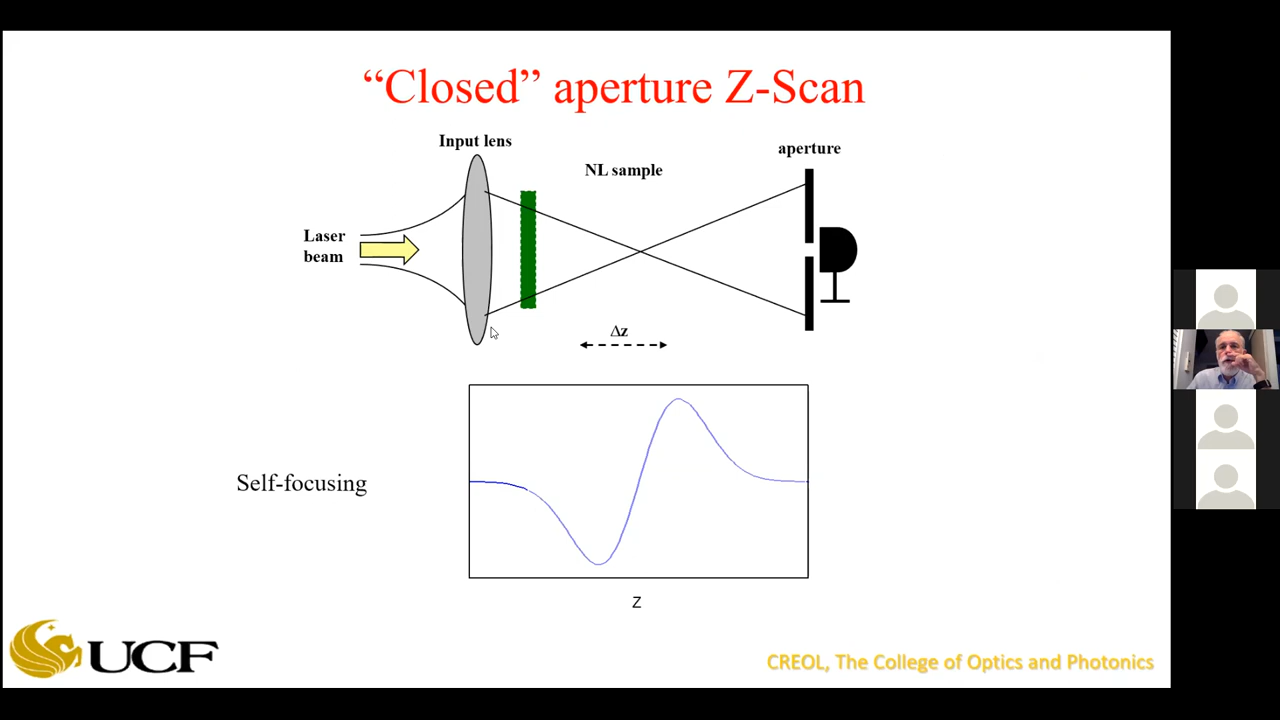 “Closed” aperture Z-Scan
Input lens
NL sample
aperture
Laser
beam
Δz
Self-focusing
Z
UCF
CREOL, The College of Optics and Photonics